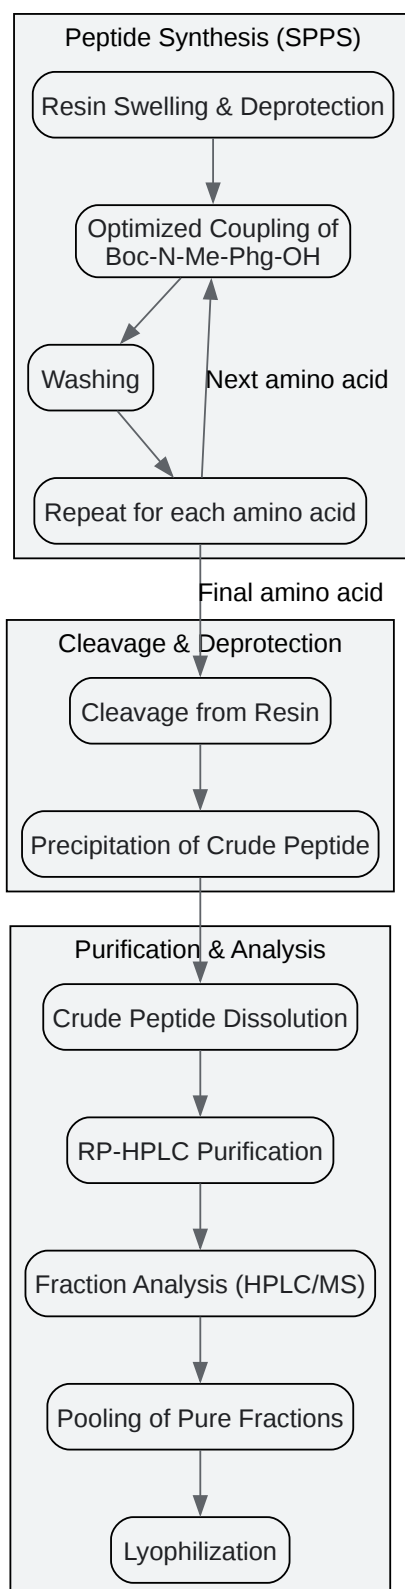 Peptide Synthesis (SPPS)
Resin Swelling & Deprotection
Optimized Coupling of
Boc-N-Me-Phg-OH
Washing
Next amino acid
Repeat for each amino acid
Final amino acid
Cleavage & Deprotection
Cleavage from Resin
Precipitation of Crude Peptide
Purification & Analysis
Crude Peptide Dissolution
RP-HPLC Purification
Fraction Analysis (HPLC/MS)
Pooling of Pure Fractions
Lyophilization